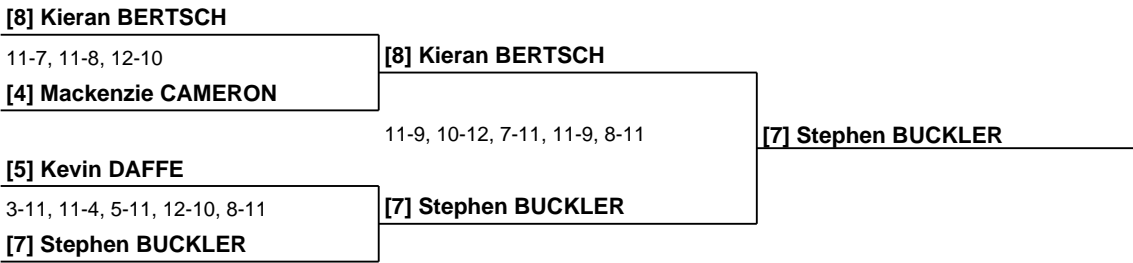 [8] Kieran BERTSCH
11-7, 11-8, 12-10
[8] Kieran BERTSCH
[4] Mackenzie CAMERON
11-9, 10-12, 7-11, 11-9, 8-11
[7] Stephen BUCKLER
[5] Kevin DAFFE
3-11, 11-4, 5-11, 12-10, 8-11
[7] Stephen BUCKLER
[7] Stephen BUCKLER